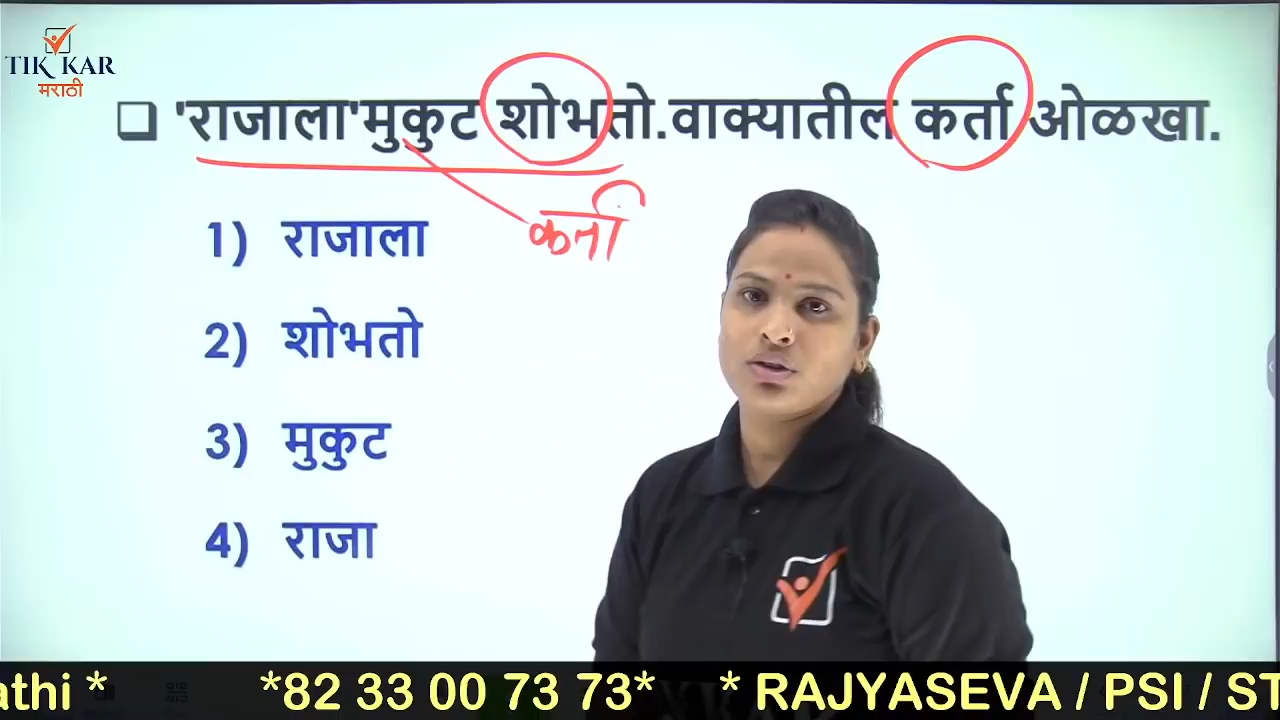 TIK KAR
मराठी
❑ 'राजाला'मुकुट शोभतो.वाक्यातील कर्ता ओळखा.
कर्ता
1) राजाला
2) शोभतो
3) मुकुट
4) राजा
athi * *82 33 00 73 73* * RAJYASEVA / PSI / ST